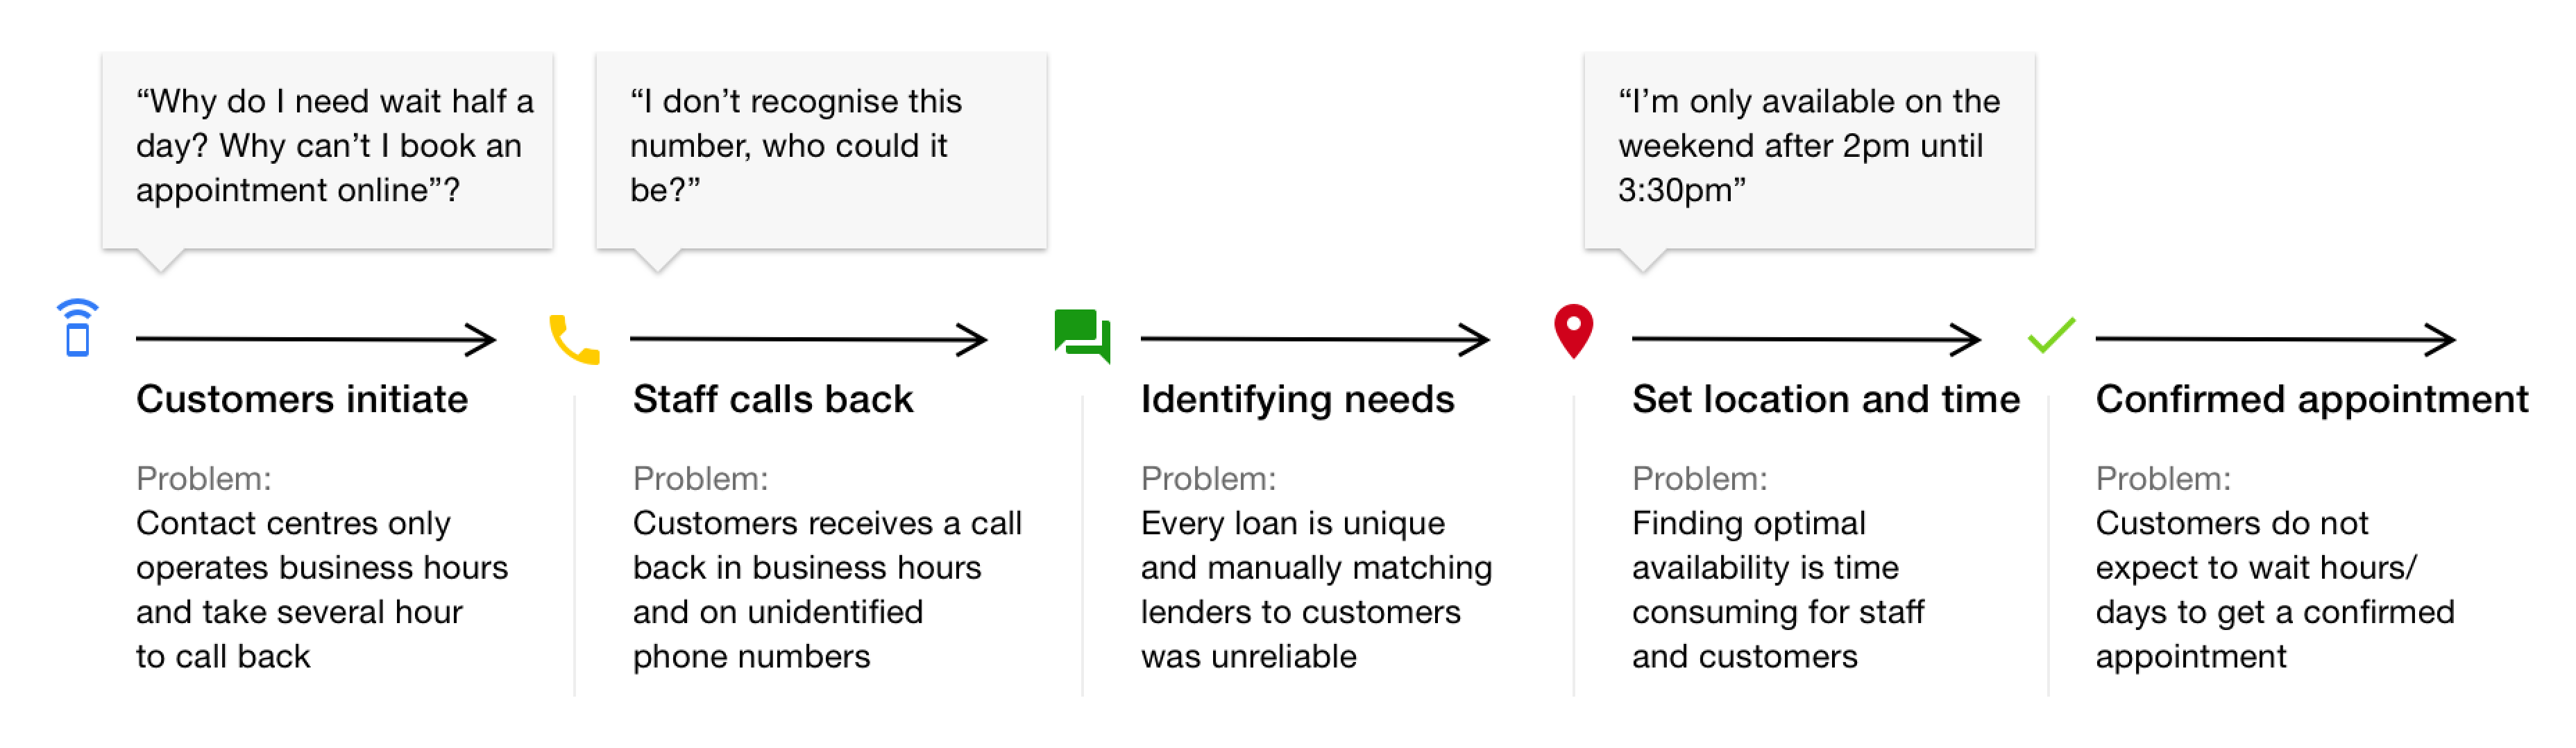 “Why do I need wait half a
day? Why can’t I book an
appointment online”?
“I don’t recognise this
number, who could it
be?”
“I’m only available on the
weekend after 2pm until
3:30pm”
Customers initiate
Problem:
Contact centres only
operates business hours
and take several hour
to call back
Staff calls back
Problem:
Customers receives a call
back in business hours
and on unidentified
phone numbers
Identifying needs
Problem:
Every loan is unique
and manually matching
lenders to customers
was unreliable
Set location and time
Problem:
Finding optimal
availability is time
consuming for staff
and customers
Confirmed appointment
Problem:
Customers do not
expect to wait hours/
days to get a confirmed
appointment